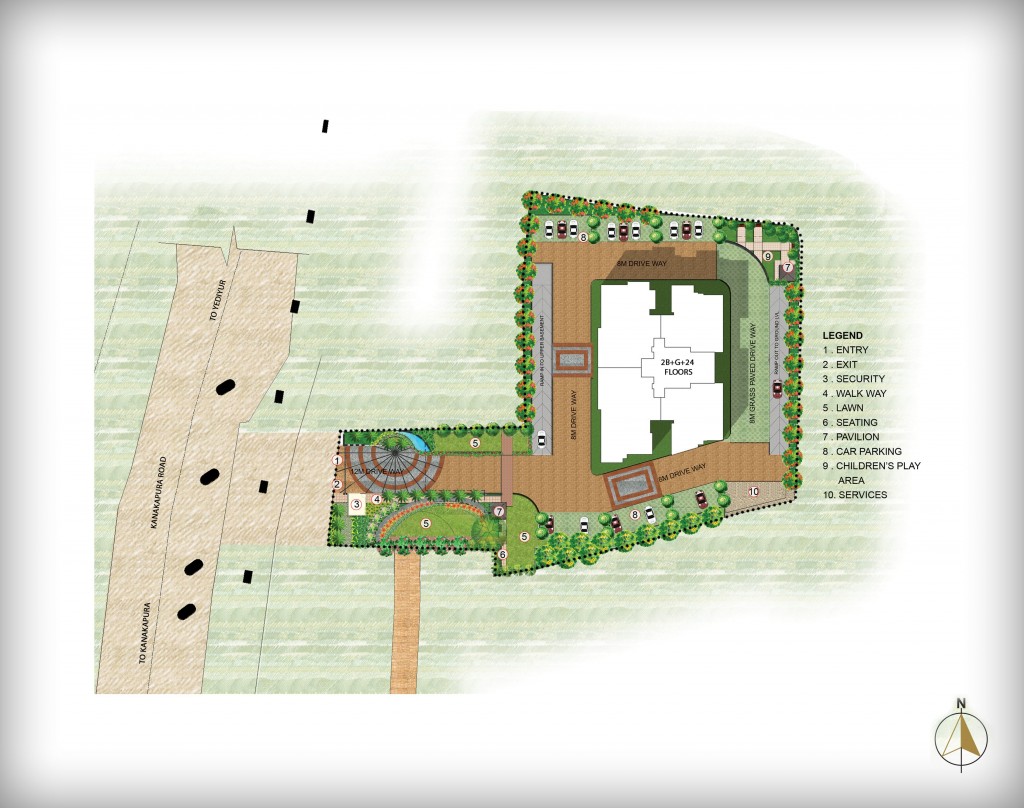 8
8M DRIVE WAY
9
7
TO YEDIYUR
RAMP IN TO UPPER BASEMENT
2B+G+24
FLOORS
8M GRASS PAVED DRIVE WAY
RAMP OUT TO GROUND LVL
8M DRIVE WAY
LEGEND
1 . ENTRY
2 . EXIT
3 . SECURITY
4 . WALK WAY
5 . LAWN
6 . SEATING
7 . PAVILION
8 . CAR PARKING
9 . CHILDREN'S PLAY
AREA
10. SERVICES
5
1
12M DRIVE WAY
2
8M DRIVE WAY
10
KANAKAPURA ROAD
3
4
7
8
5
5
6
TO KANAKAPURA
N